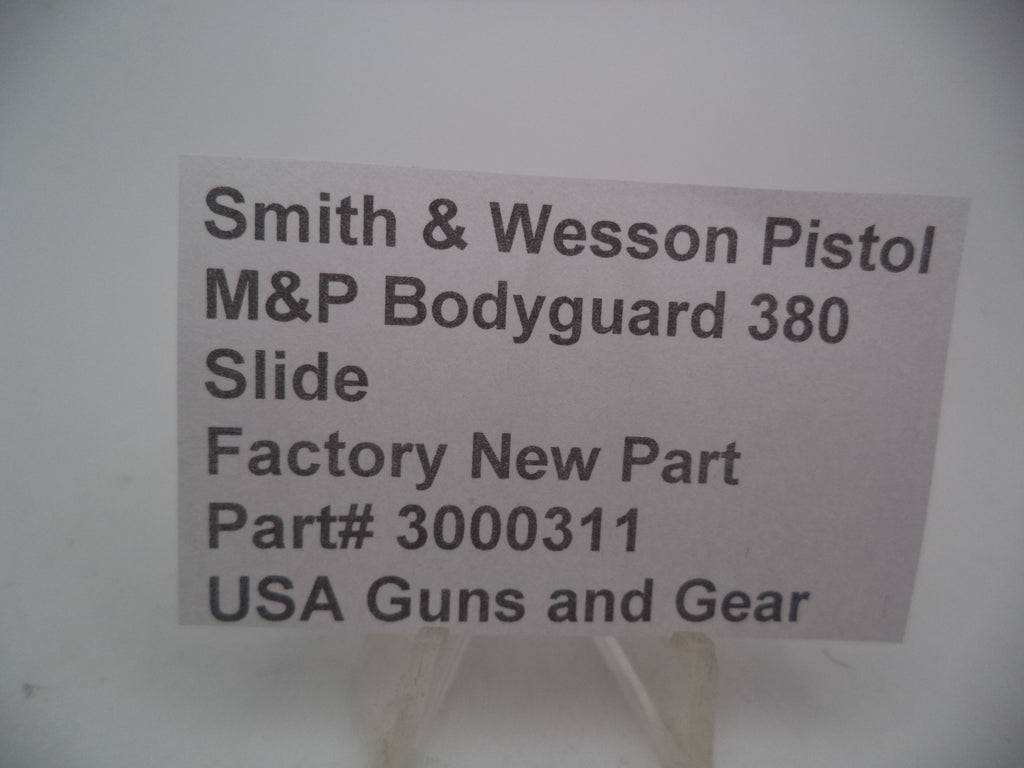 Smith & Wesson Pistol
M&P Bodyguard 380
Slide
Factory New Part
Part# 3000311
USA Guns and Gear